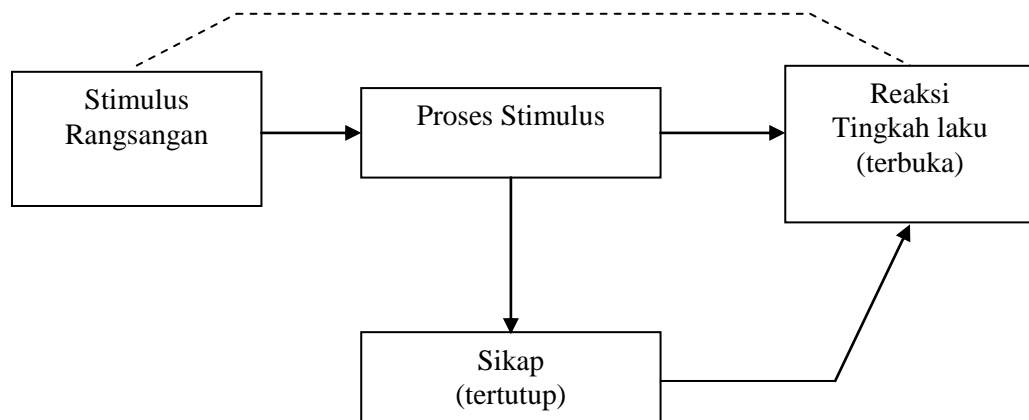 Stimulus
Rangsangan
Proses Stimulus
Reaksi
Tingkah laku
(terbuka)
Sikap
(tertutup)